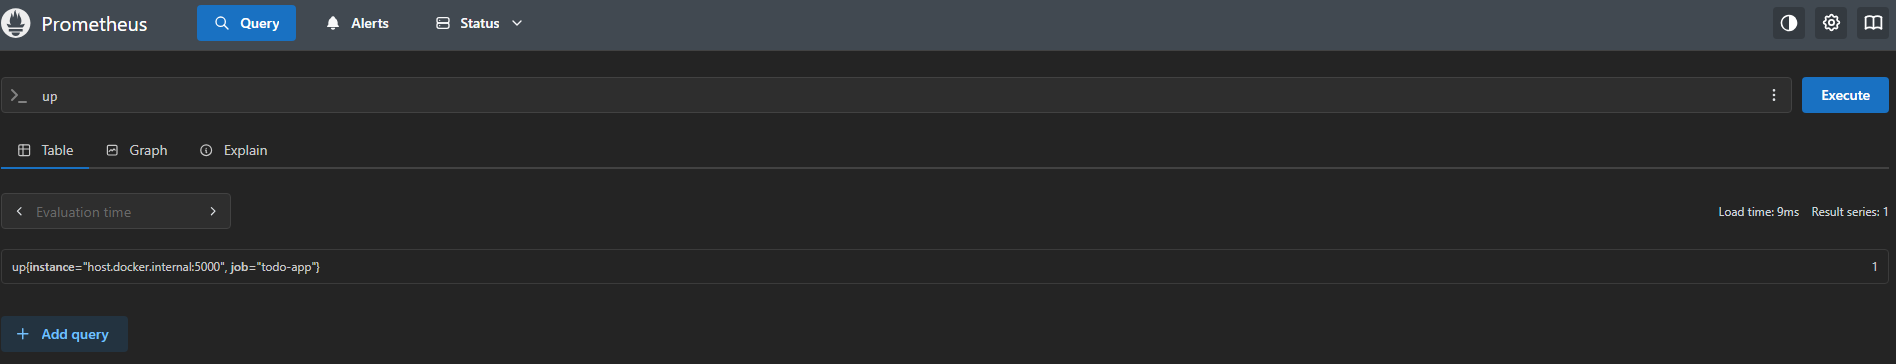 Prometheus Query Alerts Status
up Execute
Table Graph Explain
Evaluation time Load time: 9ms Result series: 1
up{instance="host.docker.internal:5000", job="todo-app"} 1
Add query